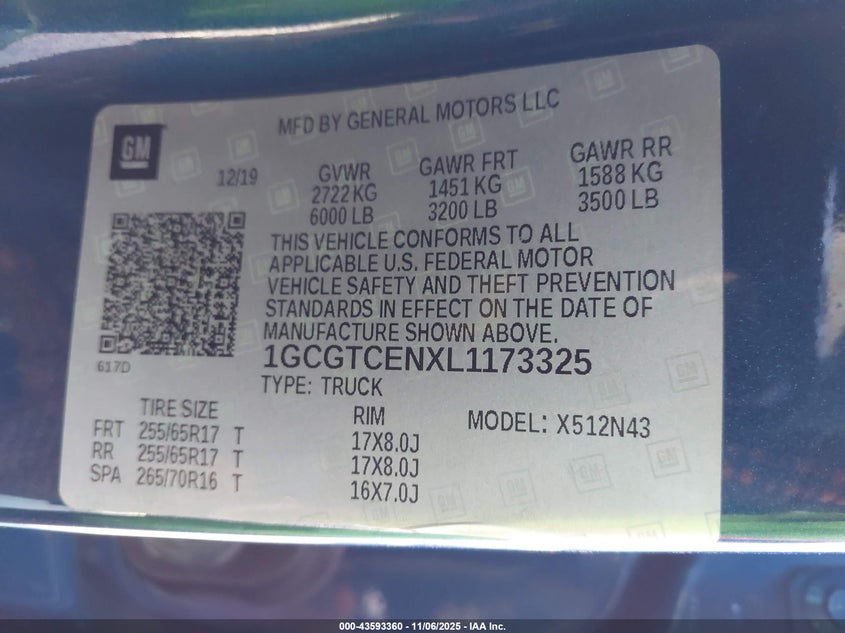 MFD BY GENERAL MOTORS LLC
GM
12/19
GVWR GAWR FRT GAWR RR
2722 KG 1451 KG 1588 KG
6000 LB 3200 LB 3500 LB
THIS VEHICLE CONFORMS TO ALL
APPLICABLE U.S. FEDERAL MOTOR
VEHICLE SAFETY AND THEFT PREVENTION
STANDARDS IN EFFECT ON THE DATE OF
MANUFACTURE SHOWN ABOVE.
617D
1GCGTCENXL1173325
TYPE: TRUCK
TIRE SIZE RIM MODEL: X512N43
FRT 255/65R17 T 17X8.0J
RR 255/65R17 T 17X8.0J
SPA 265/70R16 T 16X7.0J
000-43593360 | 11/06/2025 - IAA Inc.